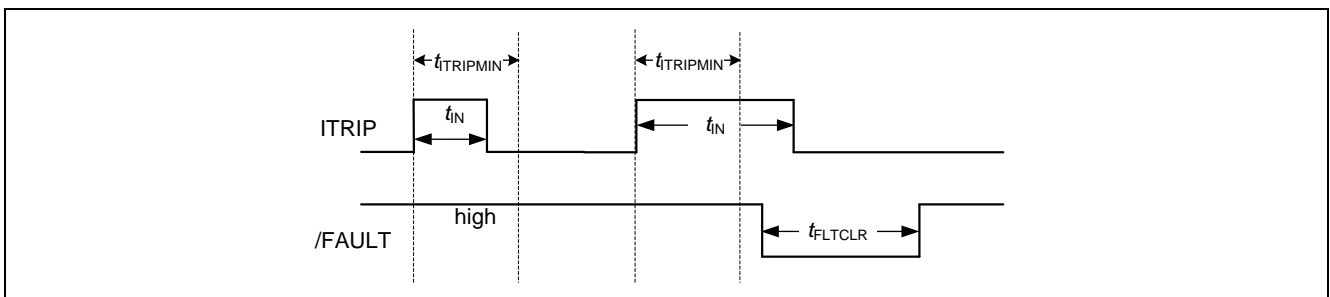 tITRIPMIN
tITRIPMIN
ITRIP
tIN
tIN
/FAULT
high
tFLTCLR